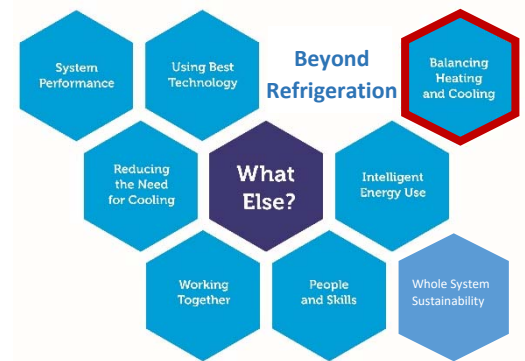 System
Performance
Using Best
Technology
Beyond
Refrigeration
Balancing
Heating
and Cooling
Reducing
the Need
for Cooling
What
Else?
Intelligent
Energy Use
Working
Together
People
and Skills
Whole System
Sustainability